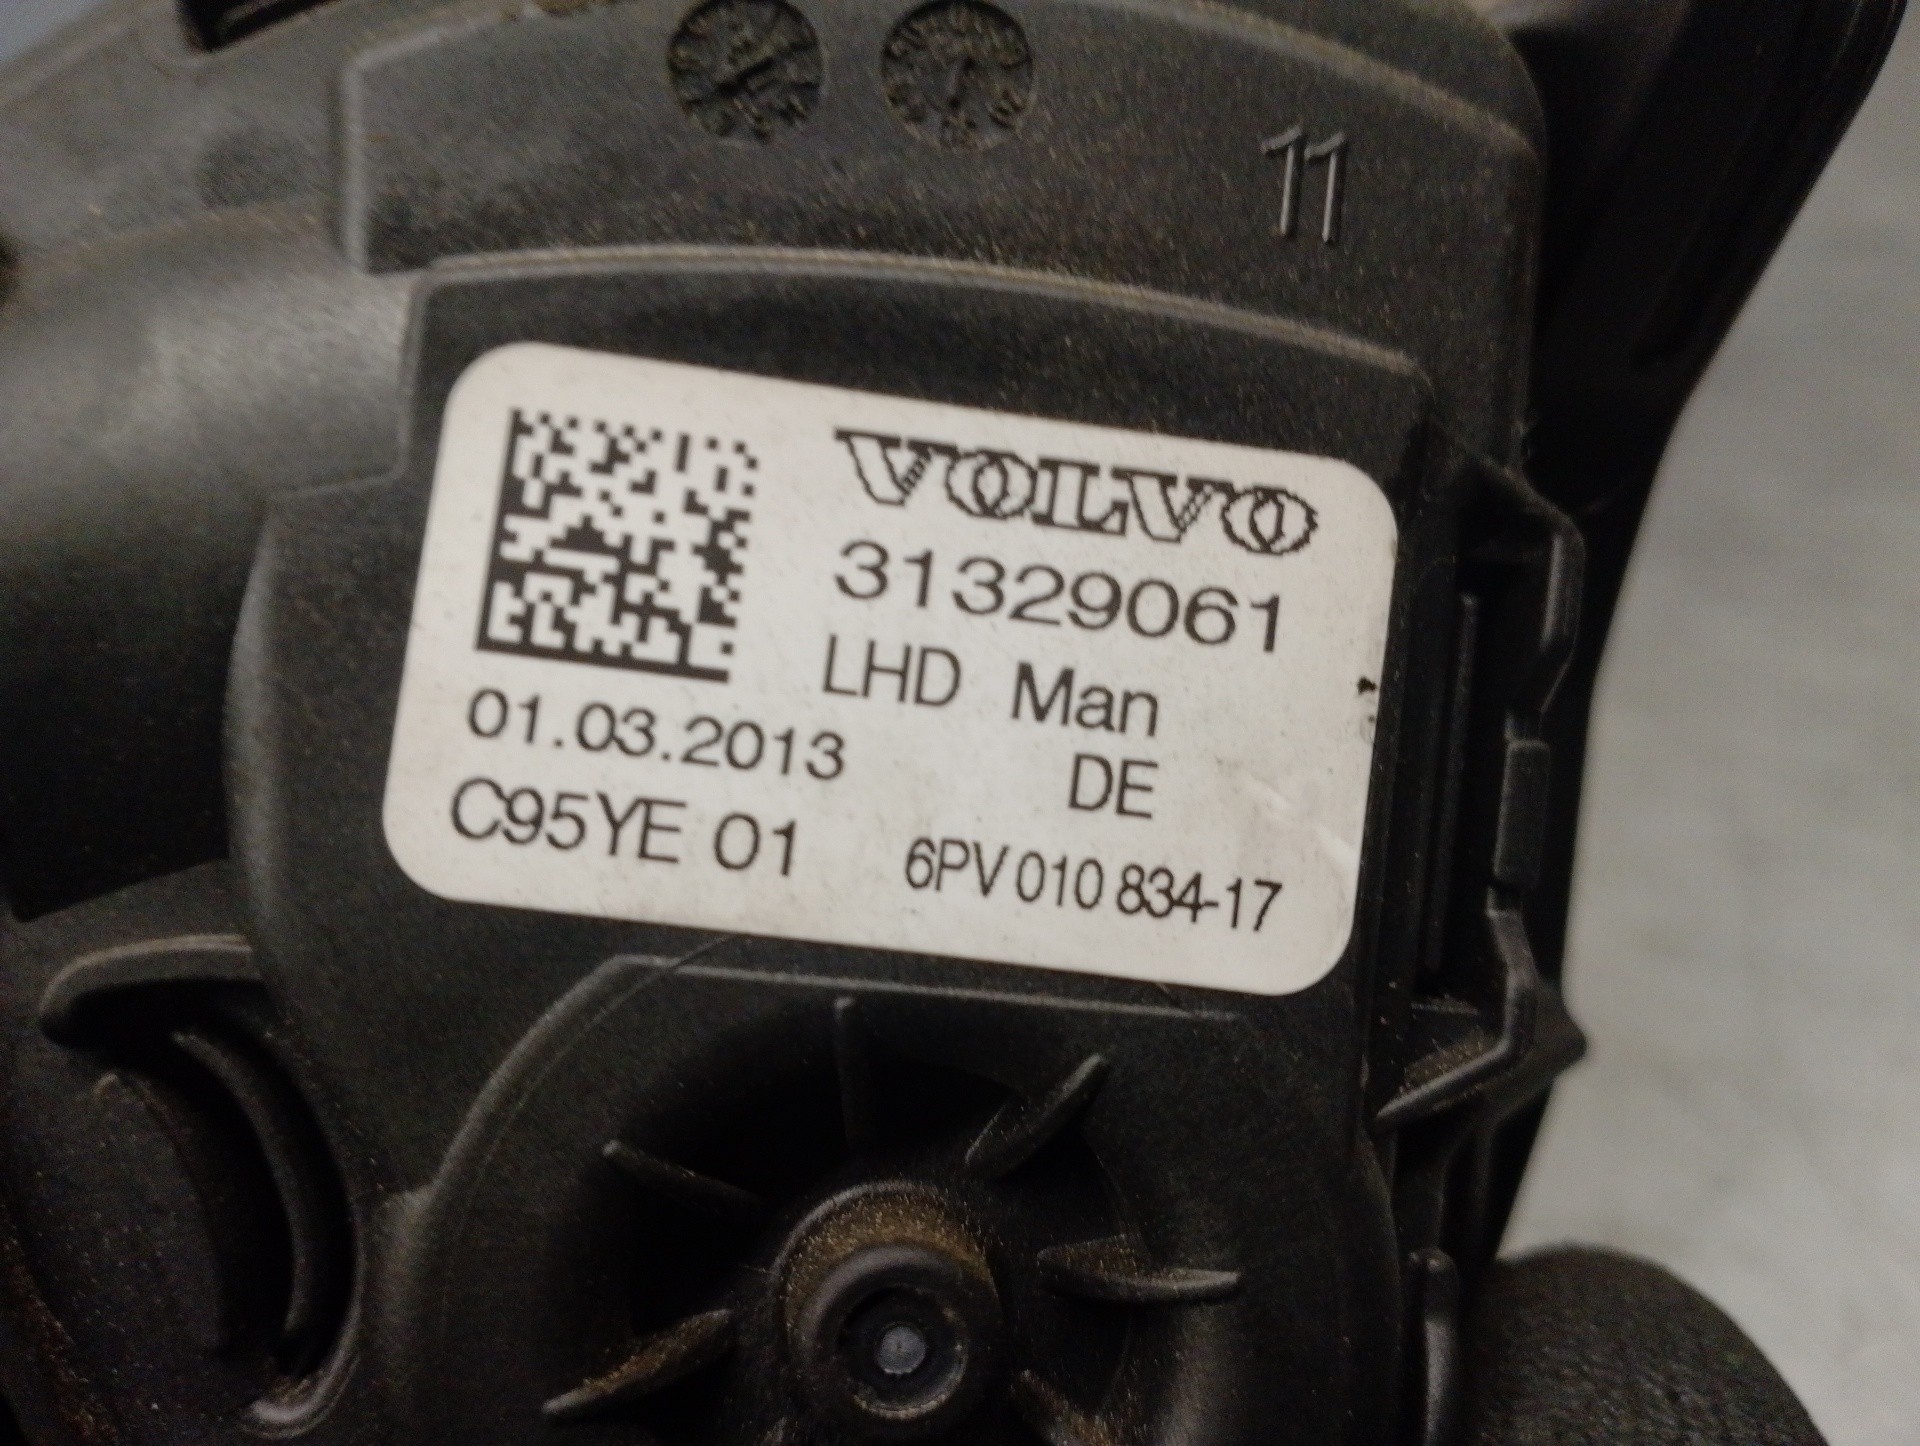 11
VOLVO
31329061
LHD Man
01.03.2013
DE
C95YE 01
6PV 010 834-17